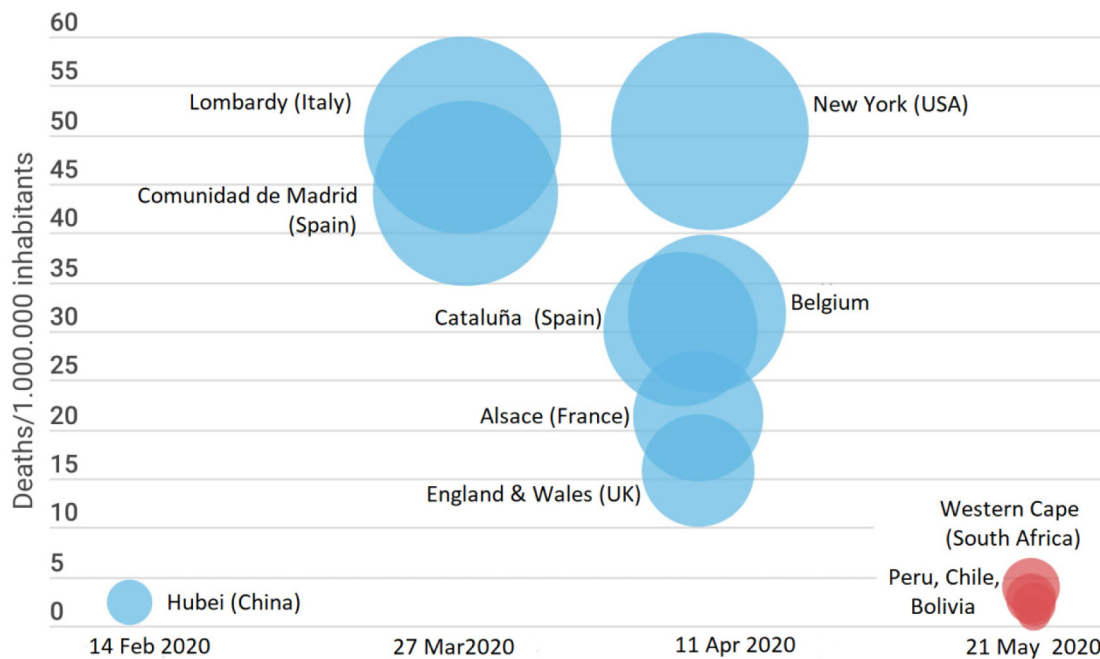 60
55
50
45
40
35
30
25
20
15
10
5
0
Deaths/1.000.000 inhabitants
Lombardy (Italy)
New York (USA)
Comunidad de Madrid
(Spain)
Belgium
Cataluña (Spain)
Alsace (France)
England & Wales (UK)
Western Cape
(South Africa)
Peru, Chile,
Bolivia
Hubei (China)
14 Feb 2020
27 Mar2020
11 Apr 2020
21 May 2020